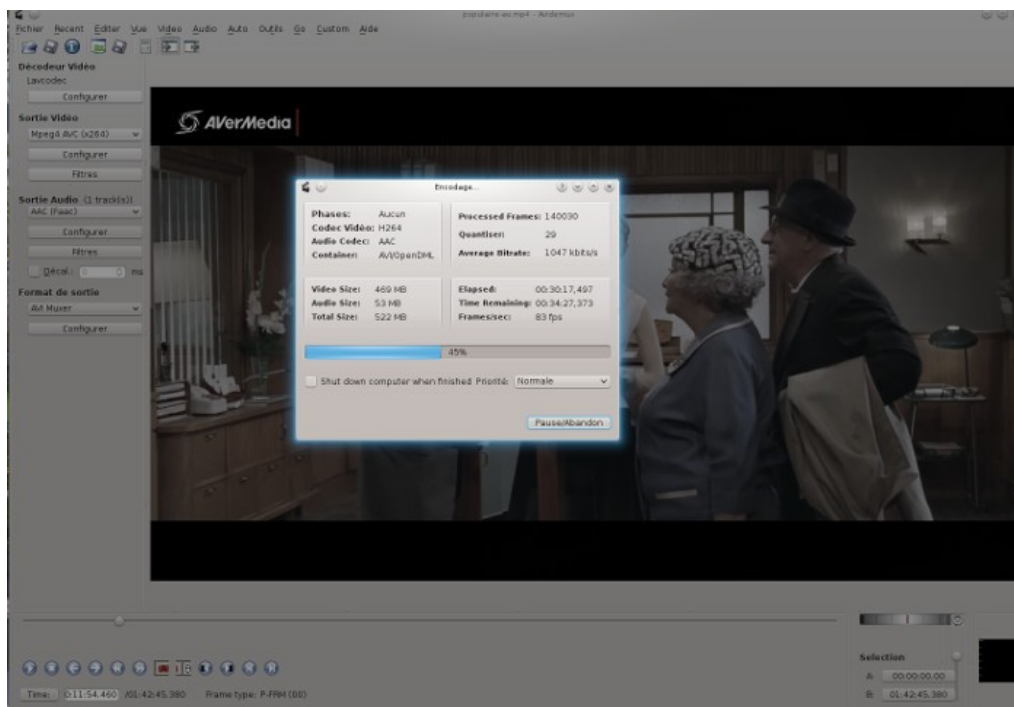 populaire-av.mp4 - Avidemux
Fichier Recent Editer Vue Video Audio Auto Outils Go Custom Aide
Décodeur Vidéo
Lavcodec
Configurer
Sortie Vidéo
Mpeg4 AVC (x264)
Configurer
Filtres
Sortie Audio (1 track(s))
AAC (Faac)
Configurer
Filtres
Décal.: 0 ms
Format de sortie
AVI Muxer
Configurer
AVerMedia
Encodage...
Phases: Aucun
Codec Vidéo: H264
Audio Codec: AAC
Container: AVI/OpenDML
Processed Frames: 140030
Quantiser: 29
Average Bitrate: 1047 kbits/s
Video Size: 469 MB
Audio Size: 53 MB
Total Size: 522 MB
Elapsed: 00:30:17,497
Time Remaining: 00:34:27,373
Frames/sec: 83 fps
45%
Shut down computer when finished Priorité: Normale
Pause/Abandon
Time: 0:11:54.460 /01:42:45.380 Frame type: P-FRM (00)
Selection
A: 00:00:00.00
B: 01:42:45.380